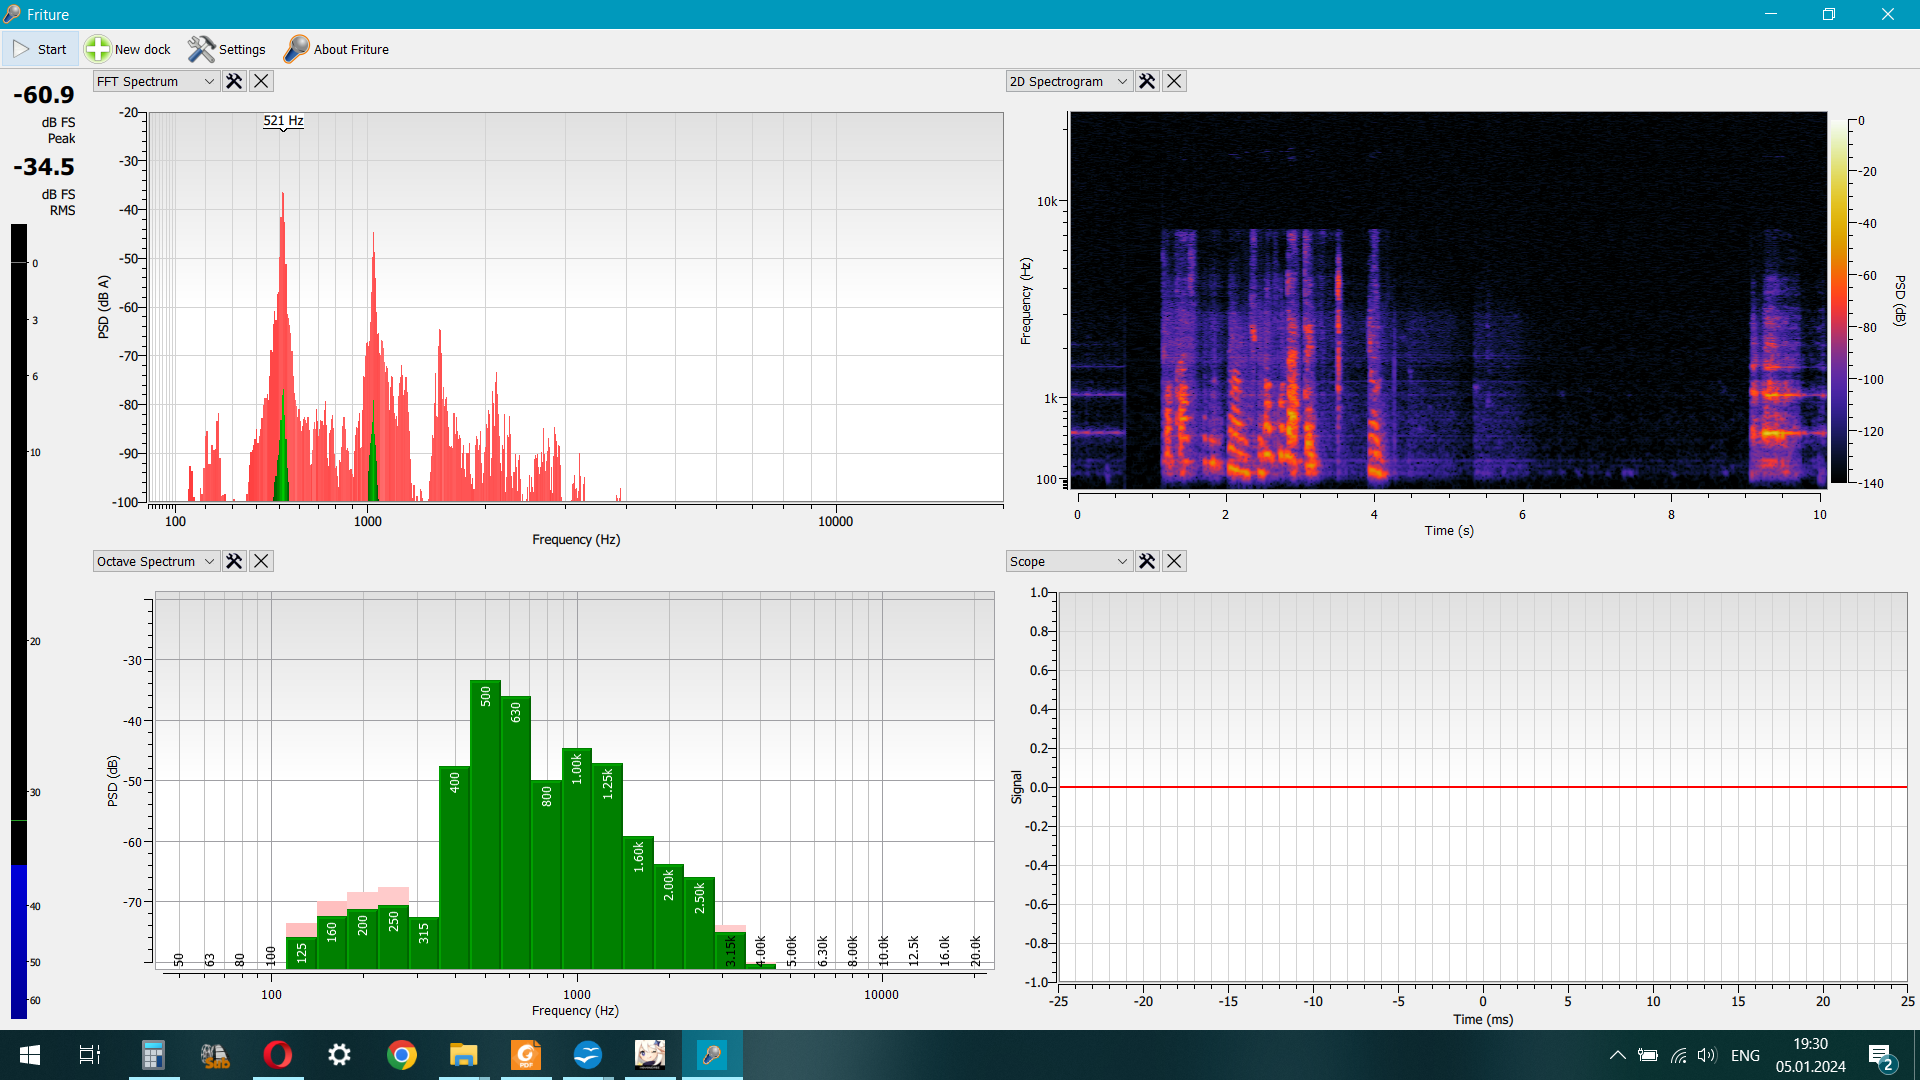 Friture
Start
New dock
Settings
About Friture
-60.9
dB FS
Peak
-34.5
dB FS
RMS
0
3
6
10
20
30
40
50
60
FFT Spectrum
521 Hz
-20
-30
-40
-50
-60
-70
-80
-90
-100
PSD (dB A)
100
1000
10000
Frequency (Hz)
2D Spectrogram
10k
1k
100
Frequency (Hz)
0
2
4
6
8
10
Time (s)
0
-20
-40
-60
-80
-100
-120
-140
PSD (dB)
Octave Spectrum
-30
-40
-50
-60
-70
PSD (dB)
50
63
80
100
125
160
200
250
315
400
500
630
800
1.00k
1.25k
1.60k
2.00k
2.50k
3.15k
4.00k
5.00k
6.30k
8.00k
10.0k
12.5k
16.0k
20.0k
100
1000
10000
Frequency (Hz)
Scope
1.0
0.8
0.6
0.4
0.2
0.0
-0.2
-0.4
-0.6
-0.8
-1.0
Signal
-25
-20
-15
-10
-5
0
5
10
15
20
25
Time (ms)
PDF
ENG
19:30
05.01.2024
2